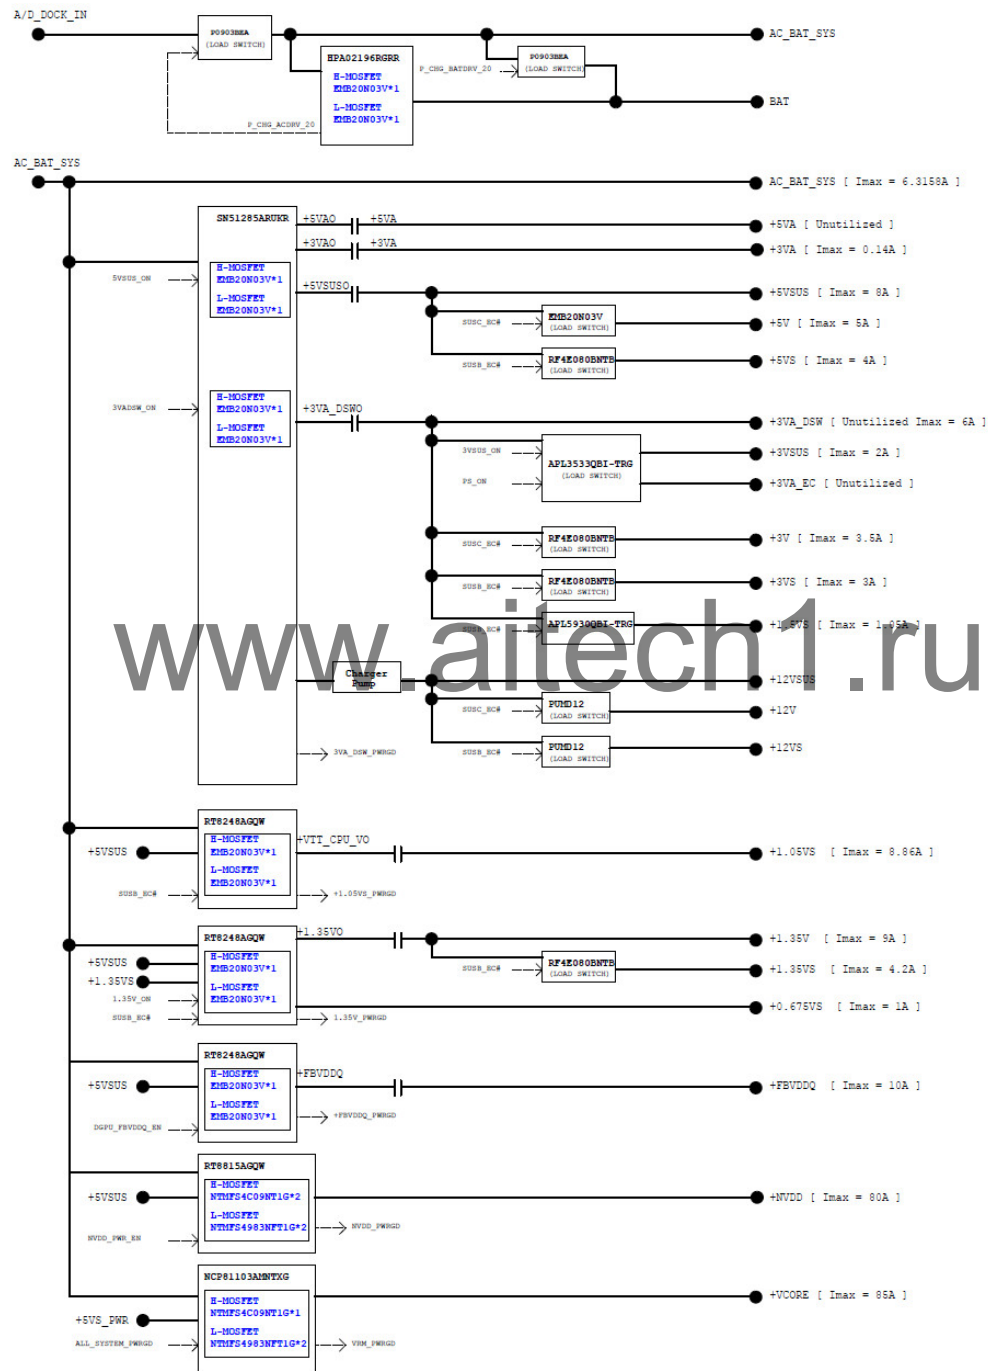 A/D_DOCK_IN
P0903BEA
(LOAD SWITCH)
AC_BAT_SYS
HPA02196RGRR
H-MOSFET
EMB20N03V*1
L-MOSFET
EMB20N03V*1
P_CHG_BATDRV_20
P0903BEA
(LOAD SWITCH)
BAT
P_CHG_ACDRV_20
AC_BAT_SYS
AC_BAT_SYS [ Imax = 6.3158A ]
SN51285ARUKR
+5VAO
+5VA
+5VA [ Unutilized ]
+3VAO
+3VA
+3VA [ Imax = 0.14A ]
5VSUS_ON
H-MOSFET
EMB20N03V*1
L-MOSFET
EMB20N03V*1
+5VSUSO
+5VSUS [ Imax = 8A ]
SUSC_EC#
EMB20N03V
(LOAD SWITCH)
+5V [ Imax = 5A ]
SUSB_EC#
RF4E080BNTB
(LOAD SWITCH)
+5VS [ Imax = 4A ]
3VADSW_ON
H-MOSFET
EMB20N03V*1
L-MOSFET
EMB20N03V*1
+3VA_DSWO
+3VA_DSW [ Unutilized Imax = 6A ]
3VSUS_ON
APL3533QBI-TRG
(LOAD SWITCH)
PS_ON
+3VSUS [ Imax = 2A ]
+3VA_EC [ Unutilized ]
SUSC_EC#
RF4E080BNTB
(LOAD SWITCH)
+3V [ Imax = 3.5A ]
SUSB_EC#
RF4E080BNTB
(LOAD SWITCH)
+3VS [ Imax = 3A ]
SUSB_EC#
APL5930QBI-TRG
+1.5VS [ Imax = 1.05A ]
www.aitech1.ru
Charger
Pump
+12VSUS
SUSC_EC#
PUMD12
(LOAD SWITCH)
+12V
SUSB_EC#
PUMD12
(LOAD SWITCH)
+12VS
3VA_DSW_PWRGD
RT8248AGQW
+5VSUS
H-MOSFET
EMB20N03V*1
L-MOSFET
EMB20N03V*1
+VTT_CPU_VO
+1.05VS [ Imax = 8.86A ]
SUSB_EC#
+1.05VS_PWRGD
RT8248AGQW
+5VSUS
+1.35VS
1.35V_ON
SUSB_EC#
H-MOSFET
EMB20N03V*1
L-MOSFET
EMB20N03V*1
+1.35VO
+1.35V [ Imax = 9A ]
SUSB_EC#
RF4E080BNTB
(LOAD SWITCH)
+1.35VS [ Imax = 4.2A ]
+0.675VS [ Imax = 1A ]
1.35V_PWRGD
RT8248AGQW
+5VSUS
H-MOSFET
EMB20N03V*1
L-MOSFET
EMB20N03V*1
+FBVDDQ
+FBVDDQ [ Imax = 10A ]
DGPU_FBVDDQ_EN
+FBVDDQ_PWRGD
RT8815AGQW
+5VSUS
H-MOSFET
NTMFS4C09NT1G*2
L-MOSFET
NTMFS4983NFT1G*2
+NVDD [ Imax = 80A ]
NVDD_PWR_EN
NVDD_PWRGD
NCP81103AMNTXG
+5VS_PWR
H-MOSFET
NTMFS4C09NT1G*1
L-MOSFET
NTMFS4983NFT1G*2
+VCORE [ Imax = 85A ]
ALL_SYSTEM_PWRGD
VRM_PWRGD